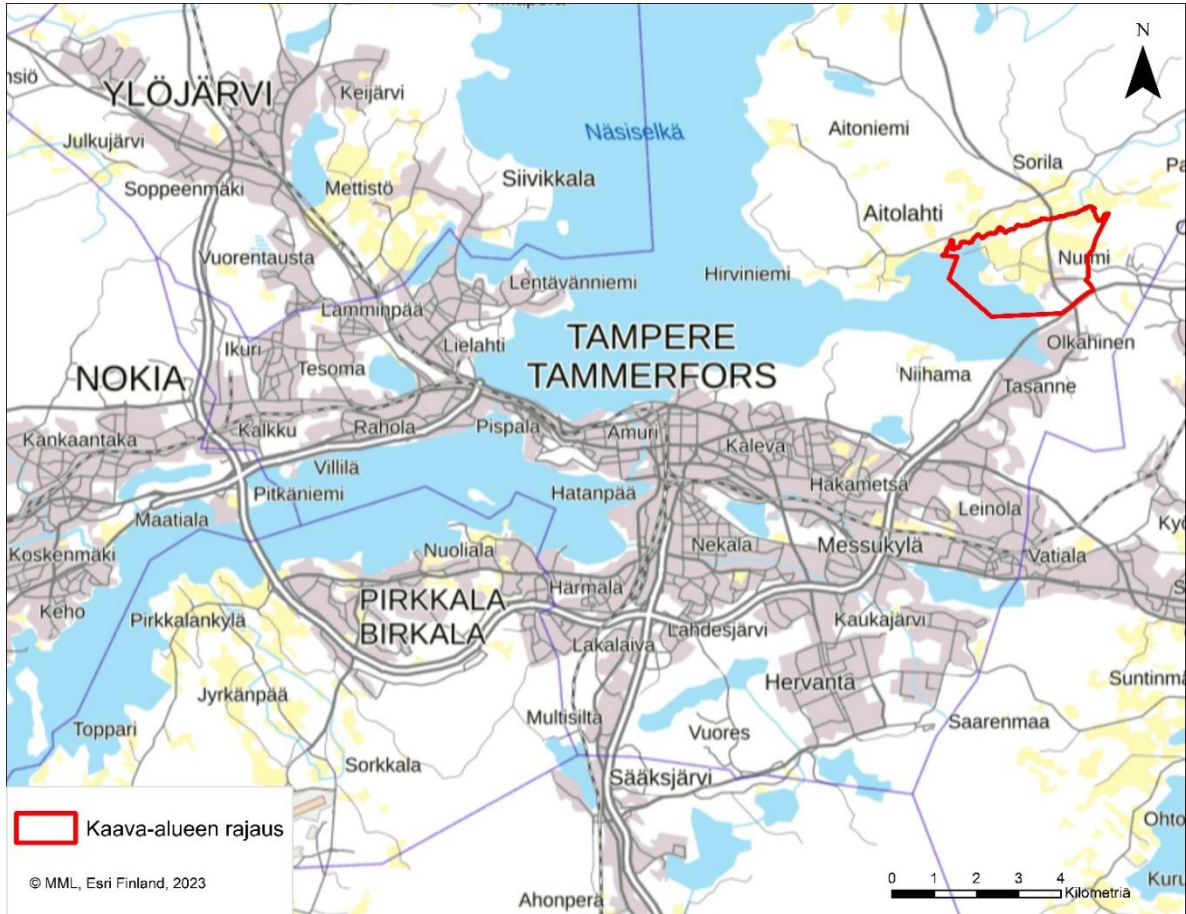 N
YLÖJÄRVI
Keijärvi
Julkujärvi
Soppeenmäki
Mettistö
Siivikkala
Näsiselkä
Aitoniemi
Sorila
Aitolahti
Nurmi
Vuorentausta
Lentävänniemi
Hirviniemi
Lamminpää
Lielahti
Ikuri
Tesoma
TAMPERE
TAMMERFORS
Olkahinen
Niihama
Tasanne
NOKIA
Kankaantaka
Kalkku
Rahola
Pispala
Amuri
Kaleva
Villilä
Pitkäniemi
Hatanpää
Hakametsä
Leinola
Maatiala
Koskenmäki
Nuoliala
Nekala
Messukylä
Vatiala
Keho
Härmälä
PIRKKALA
BIRKALA
Pirkkalankylä
Lakalaiva
Lahdesjärvi
Kaukajärvi
Jyrkänpää
Hervanta
Suntinmä
Toppari
Multisilta
Vuores
Saarenmaa
Sorkkala
Sääksjärvi
Ahonperä
Ohto
Kuru
Kaava-alueen rajaus
© MML, Esri Finland, 2023
0 1 2 3 4
Kilometriä